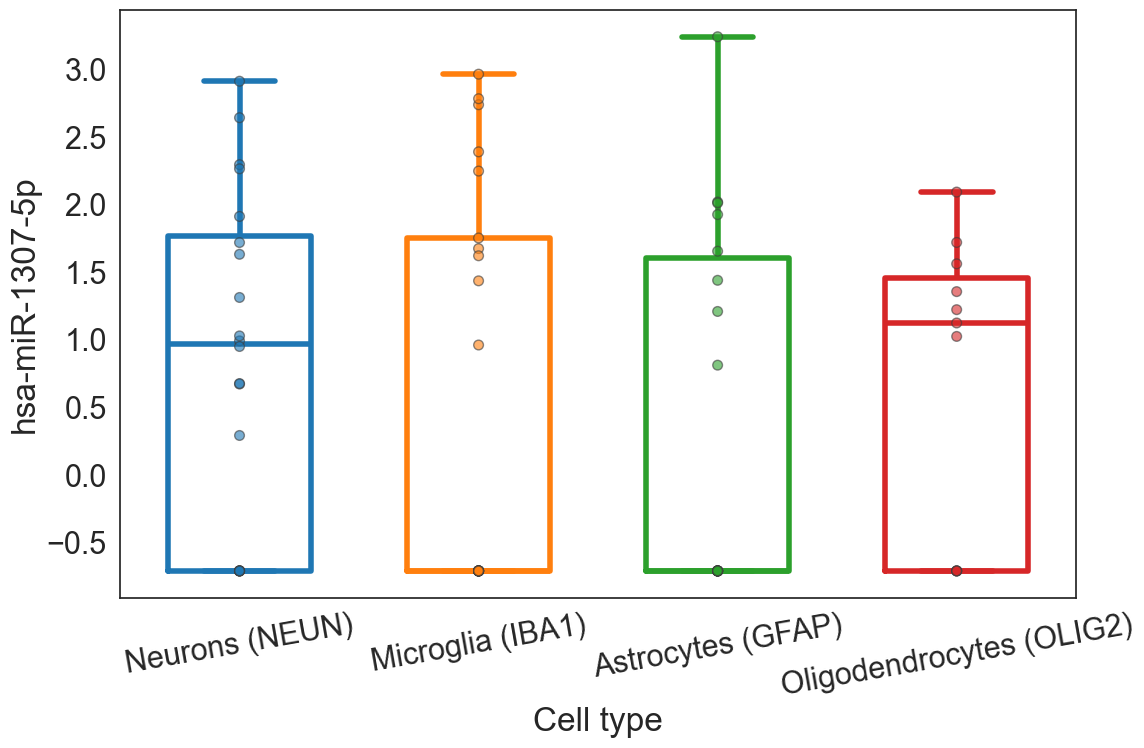 hsa-miR-1307-5p
3.0
2.5
2.0
1.5
1.0
0.5
0.0
−0.5
Neurons (NEUN)
Microglia (IBA1)
Astrocytes (GFAP)
Oligodendrocytes (OLIG2)
Cell type